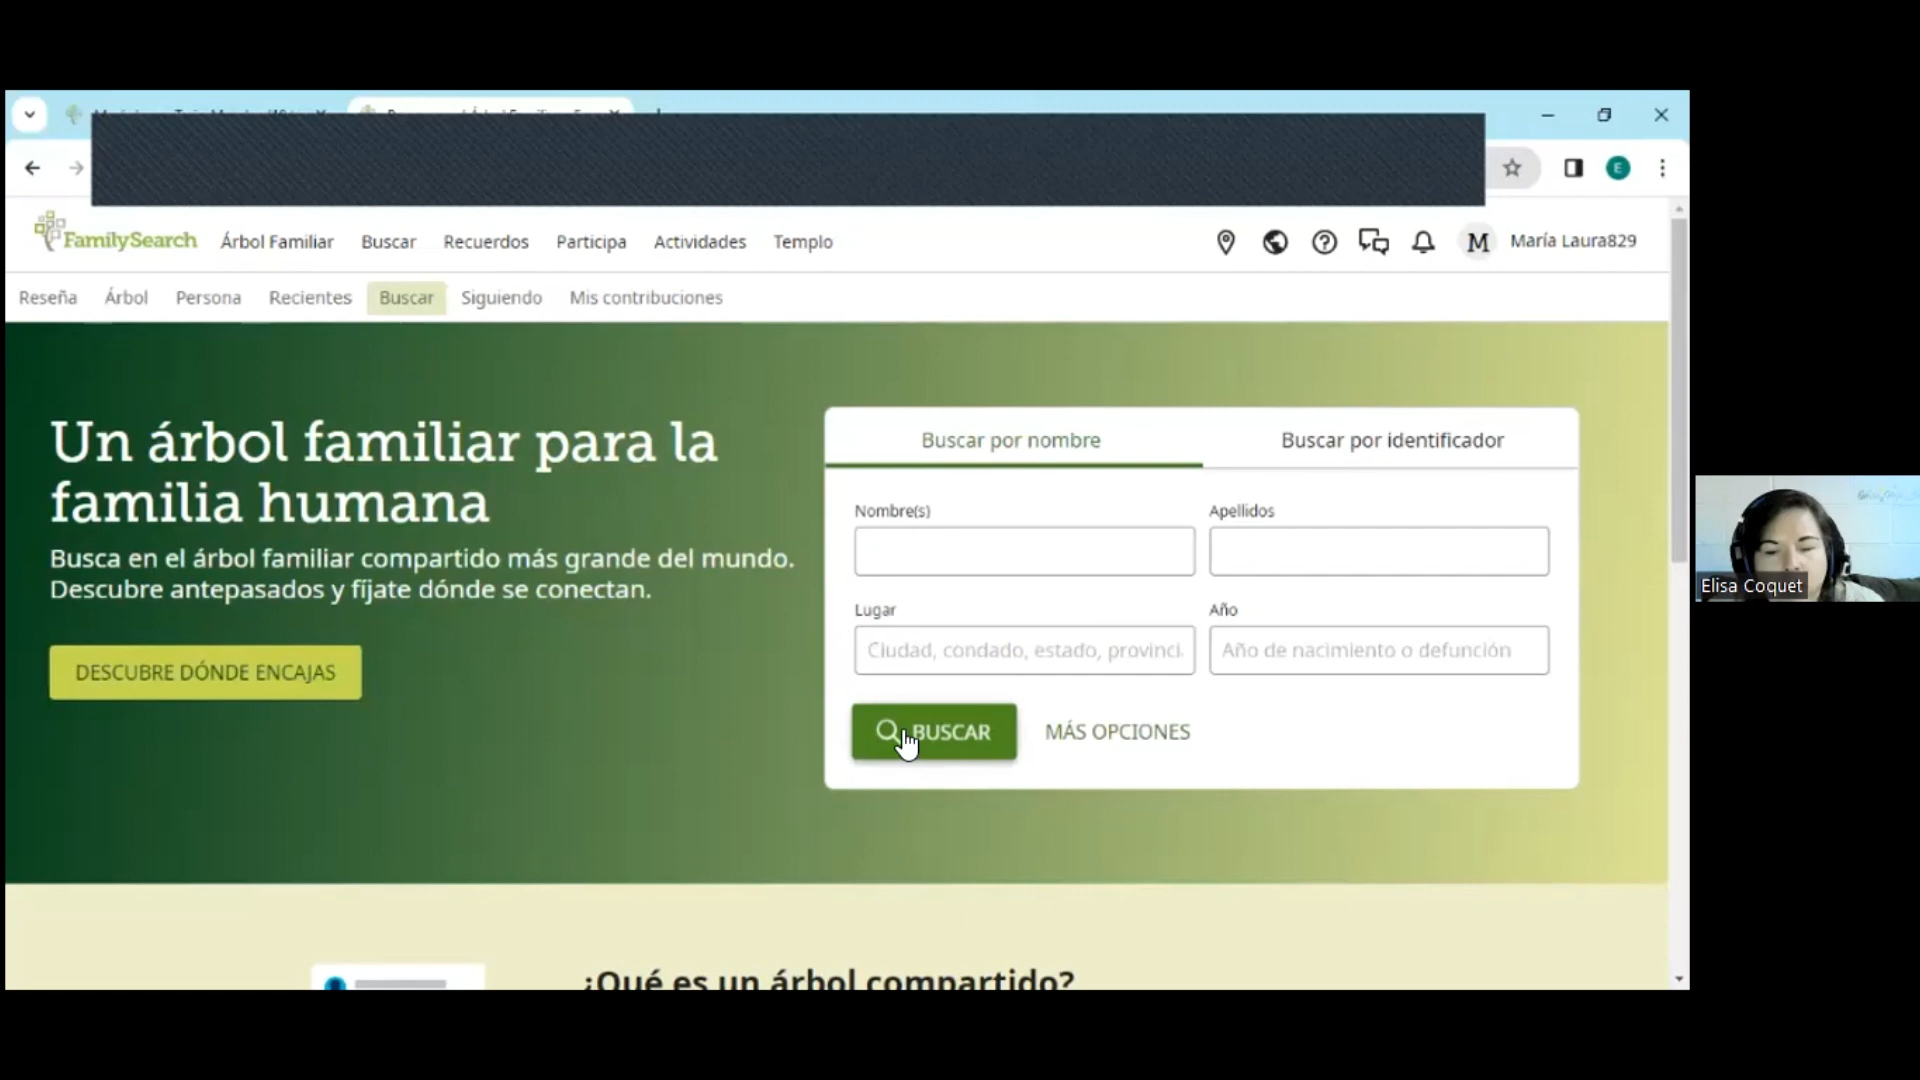 E
FamilySearch Árbol Familiar Buscar Recuerdos Participa Actividades Templo M María Laura829
Reseña Árbol Persona Recientes Buscar Siguiendo Mis contribuciones
Un árbol familiar para la
familia humana
Busca en el árbol familiar compartido más grande del mundo.
Descubre antepasados y fíjate dónde se conectan.
DESCUBRE DÓNDE ENCAJAS
Buscar por nombre Buscar por identificador
Nombre(s) Apellidos
Lugar Año
Ciudad, condado, estado, provinci Año de nacimiento o defunción
BUSCAR MÁS OPCIONES
Elisa Coquet
¿Qué es un árbol compartido?